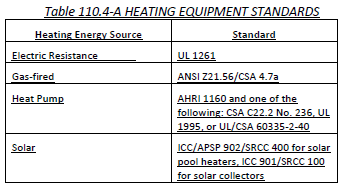 Table 110.4-A HEATING EQUIPMENT STANDARDS
Heating Energy Source Standard
Electric Resistance UL 1261
Gas-fired ANSI Z21.56/CSA 4.7a
Heat Pump AHRI 1160 and one of the
following: CSA C22.2 No. 236, UL
1995, or UL/CSA 60335-2-40
Solar ICC/APSP 902/SRCC 400 for solar
pool heaters, ICC 901/SRCC 100
for solar collectors